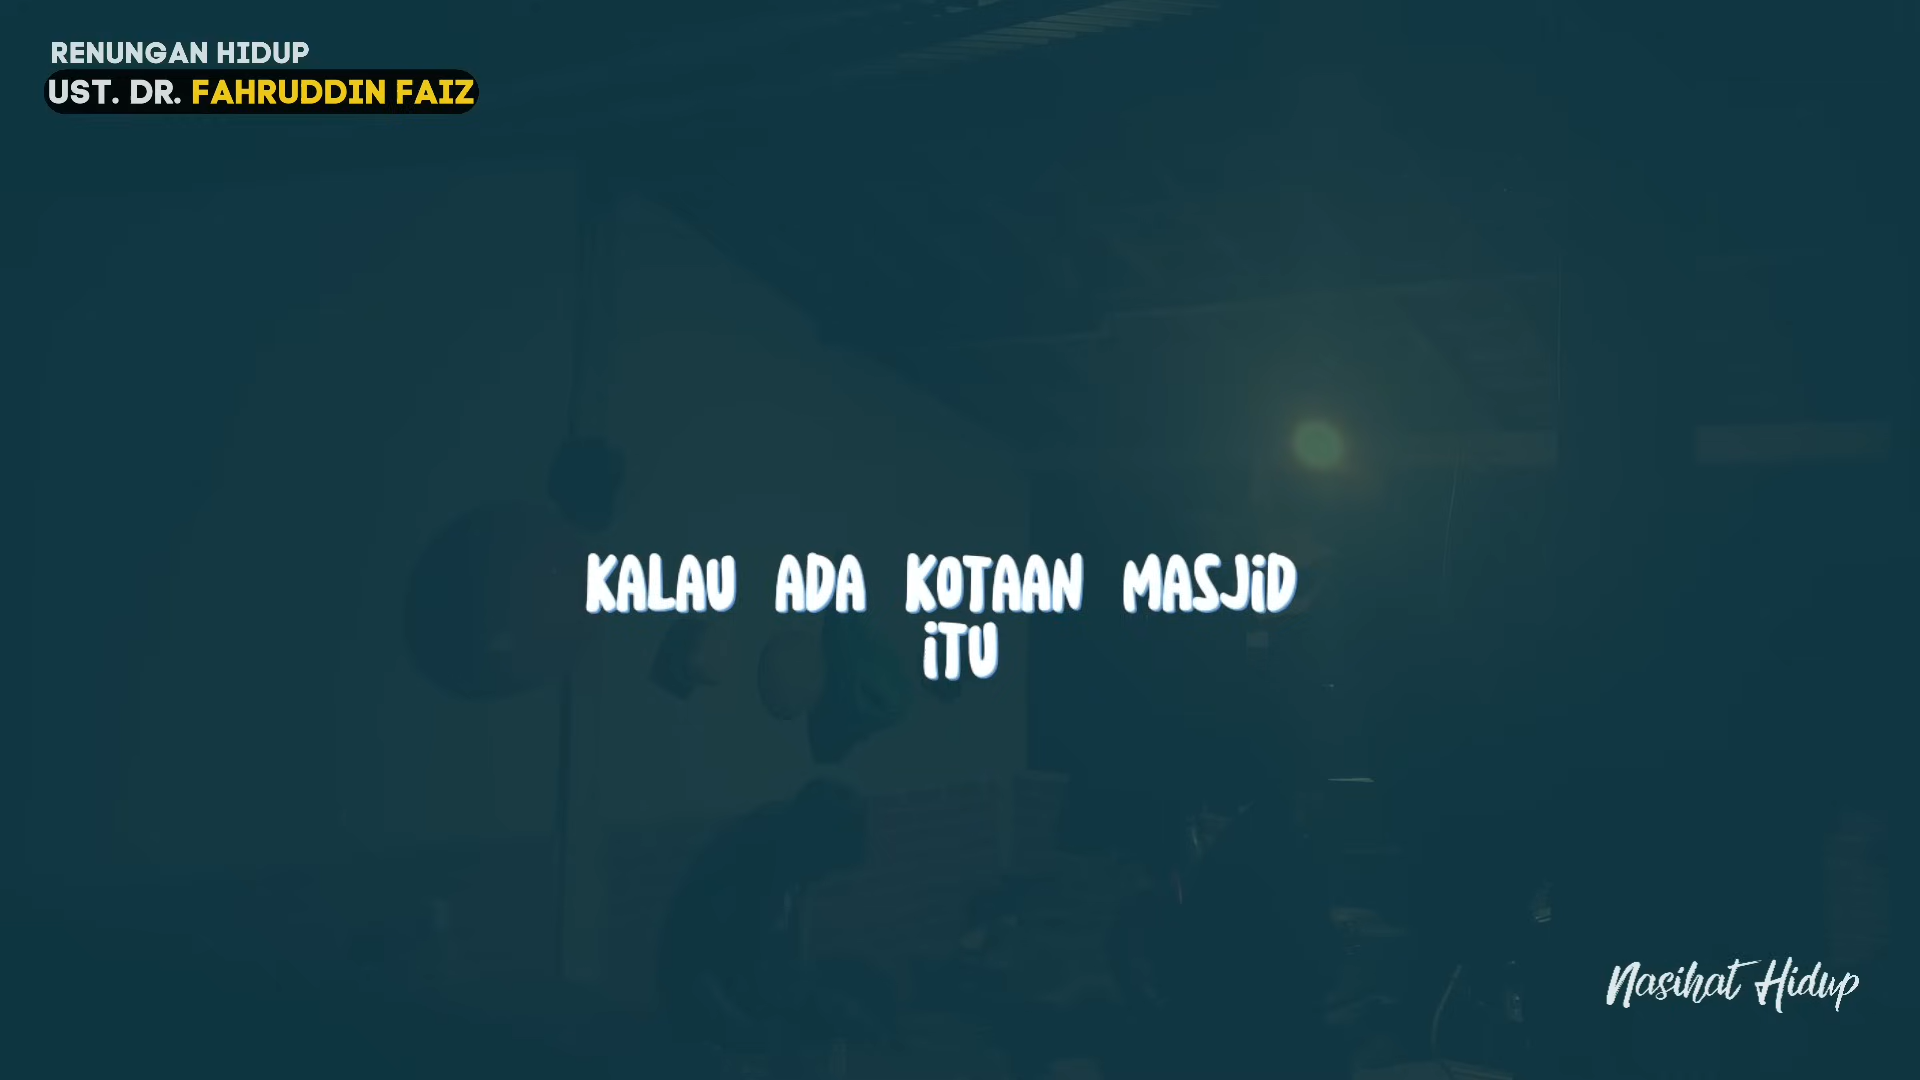 RENUNGAN HIDUP
UST. DR. FAHRUDDIN FAIZ
KALAU ADA KOTAAN MASJiD
iTU
Nasihat Hidup